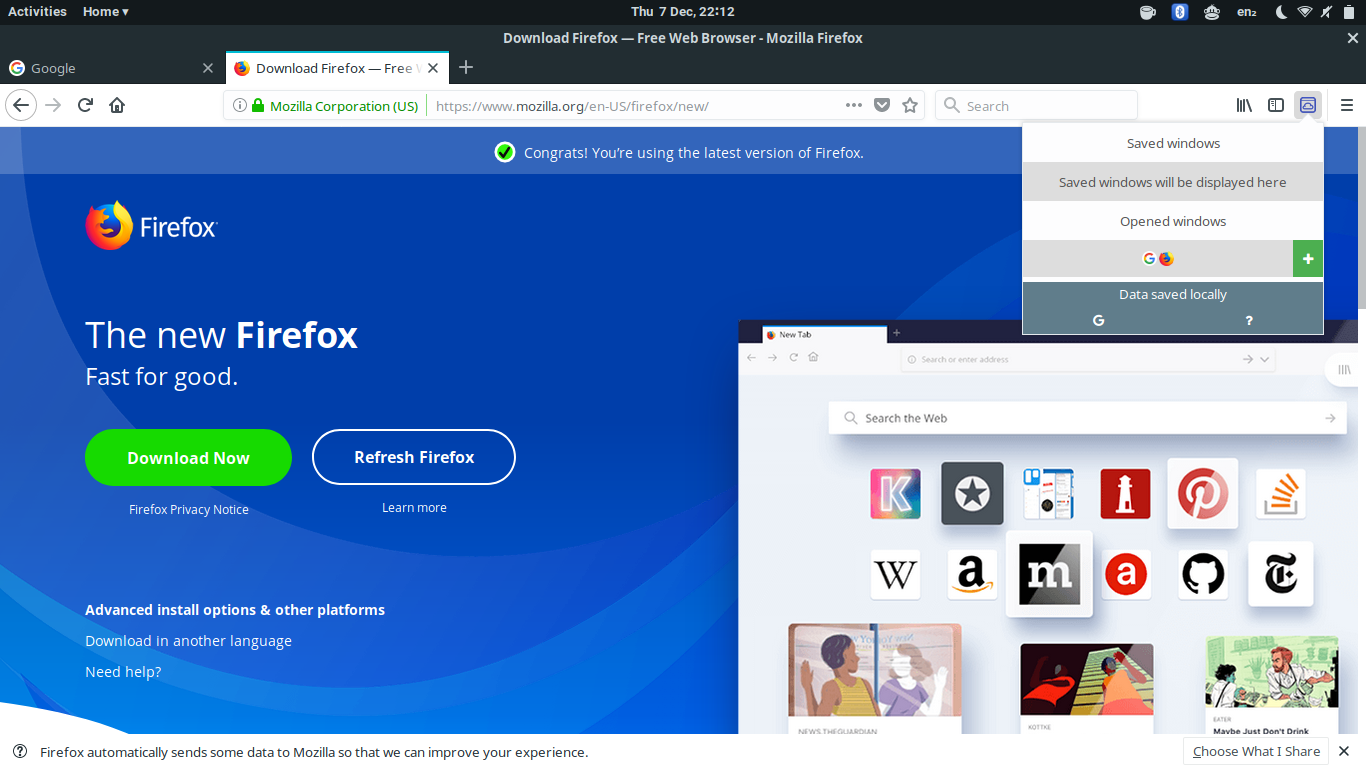 Activities Home ▾ Thu 7 Dec, 22:12 en₂
Download Firefox — Free Web Browser - Mozilla Firefox
Google Download Firefox — Free W
Mozilla Corporation (US) https://www.mozilla.org/en-US/firefox/new/ Search
Congrats! You’re using the latest version of Firefox.
Saved windows
Saved windows will be displayed here
Opened windows
Data saved locally
G ?
Firefox
The new Firefox
Fast for good.
Download Now Refresh Firefox
Firefox Privacy Notice Learn more
Advanced install options & other platforms
Download in another language
Need help?
New Tab
Search or enter address
Search the Web
NEWS.THEGUARDIAN
KOTTKE
EATER
Maybe Just Don't Drink
Firefox automatically sends some data to Mozilla so that we can improve your experience. Choose What I Share